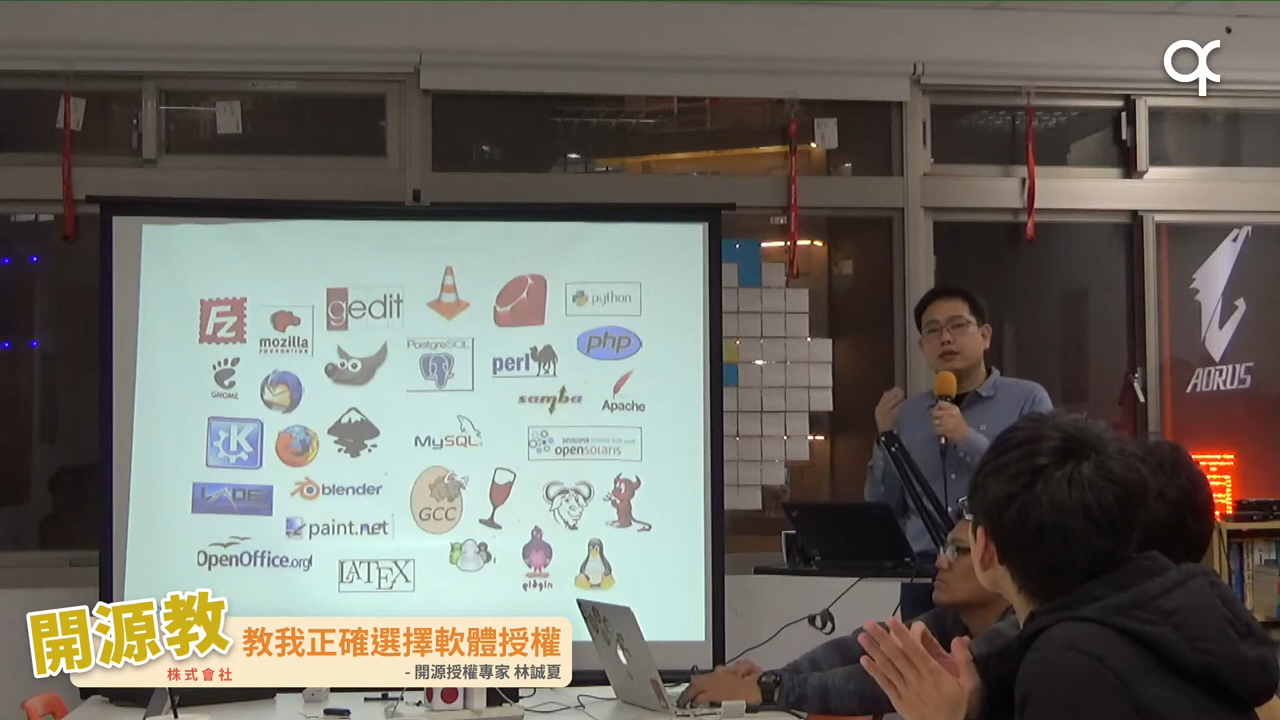 FZ
mozilla
FOUNDATION
gedit
python
GNOME
PostgreSQL
perl
php
samba
Apache
K
MySQL
opensolaris
blender
GCC
paint.net
OpenOffice.org
LATEX
pidgin
AORUS
開源教
株式會社
教我正確選擇軟體授權
- 開源授權專家 林誠夏